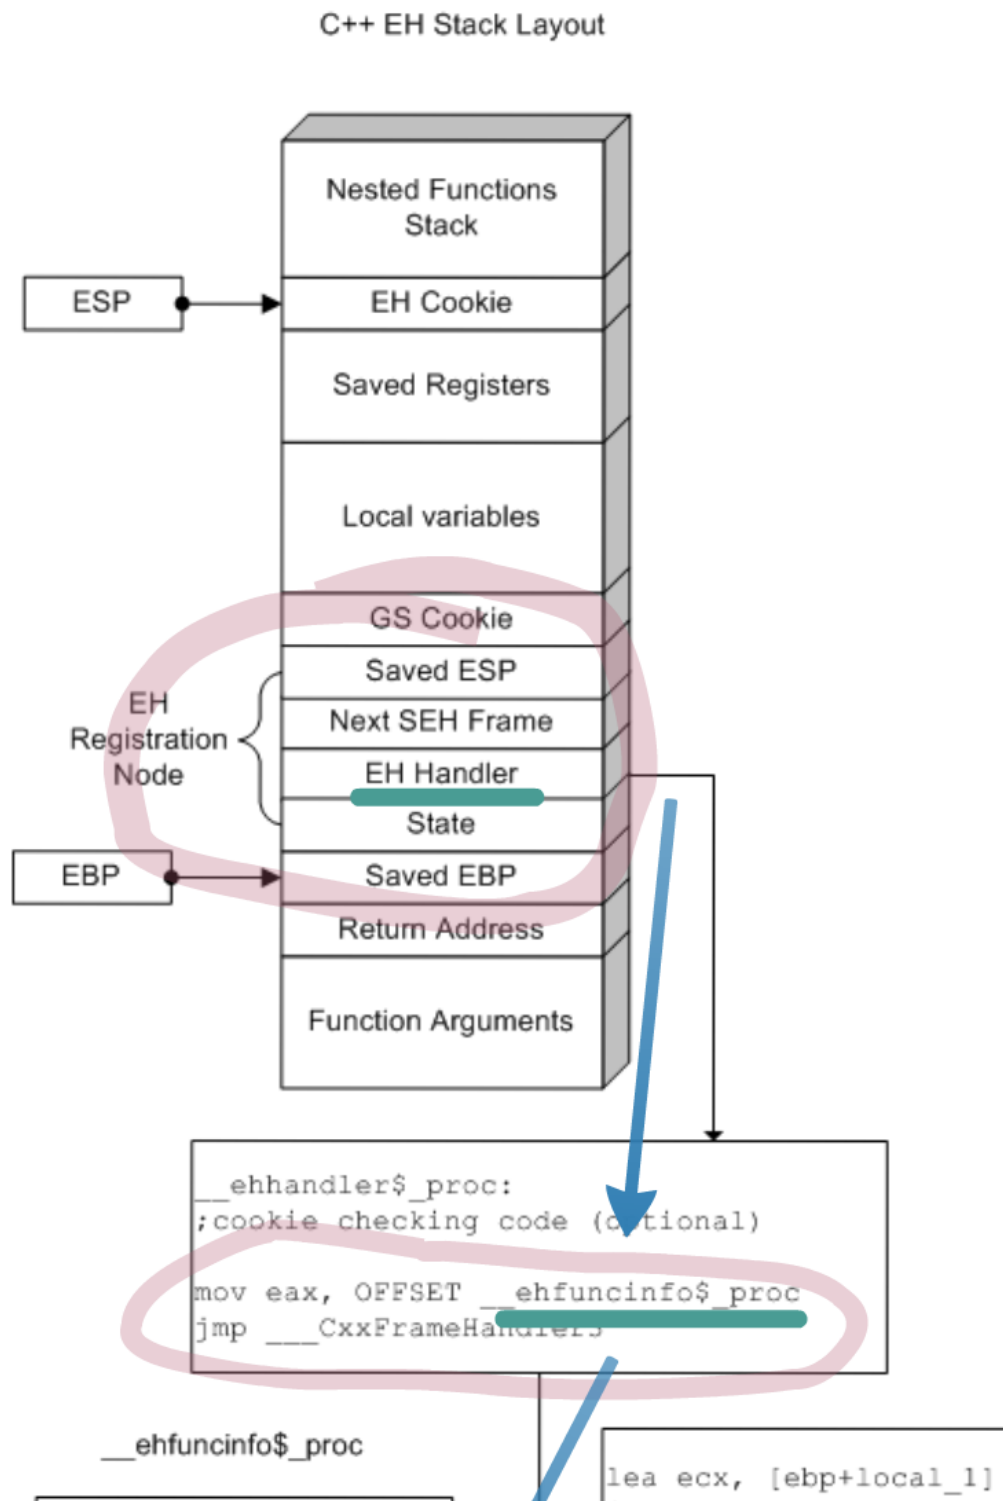 C++ EH Stack Layout
Nested Functions
Stack
ESP
EH Cookie
Saved Registers
Local variables
GS Cookie
Saved ESP
EH
Registration
Node
Next SEH Frame
EH Handler
State
EBP
Saved EBP
Return Address
Function Arguments
__ehhandler$_proc:
;cookie checking code (optional)
mov eax, OFFSET __ehfuncinfo$_proc
jmp ___CxxFrameHandler3
__ehfuncinfo$_proc
lea ecx, [ebp+local_1]